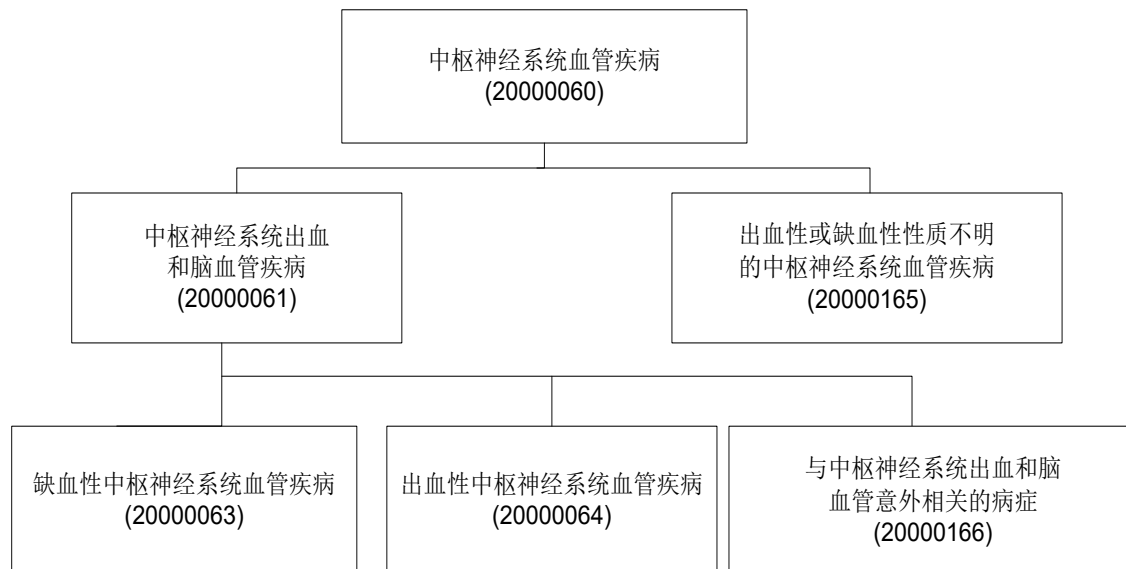 中枢神经系统血管疾病
(20000060)
中枢神经系统出血
和脑血管疾病
(20000061)
出血性或缺血性性质不明
的中枢神经系统血管疾病
(20000165)
缺血性中枢神经系统血管疾病
(20000063)
出血性中枢神经系统血管疾病
(20000064)
与中枢神经系统出血和脑
血管意外相关的病症
(20000166)